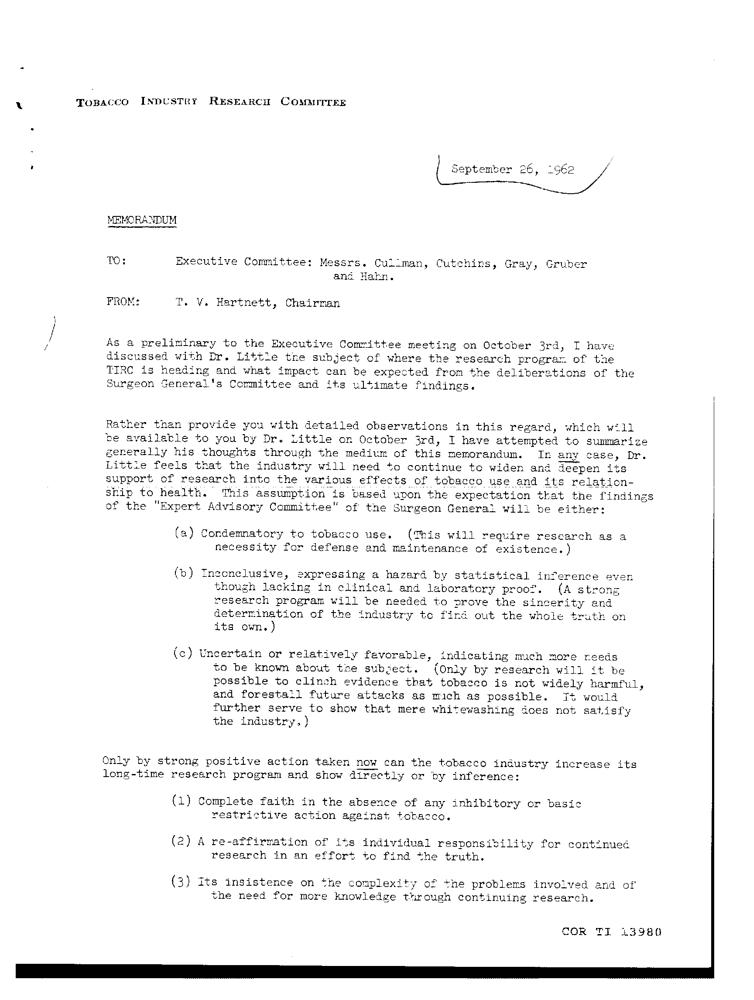 TOBACCO INDUSTRY RESEARCH COMMITTEE
September 26, 1962
MEMORANDUM
TO: Executive Committee: Messrs. Cullman, Cutchins, Gray, Gruber
and Hahn.
FROM: T. V. Hartnett, Chairman
As a preliminary to the Executive Committee meeting on October 3rd, I have
discussed with Dr. Little the subject of where the research program of the
TIRC is heading and what impact can be expected from the deliberations of the
Surgeon General's Committee and its ultimate findings.
Rather than provide you with detailed observations in this regard, which will
be available to you by Dr. Little on October 3rd, I have attempted to summarize
generally his thoughts through the medium of this memorandum. In any case, Dr.
Little feels that the industry will need to continue to widen and deepen its
support of research into the various effects of tobacco use and its relation-
ship to health. This assumption is based upon the expectation that the findings
of the "Expert Advisory Committee" of the Surgeon General will be either:
(a) Condemnatory to tobacco use. (This will require research as a
necessity for defense and maintenance of existence.)
(b) Inconclusive, expressing a hazard by statistical inference even
though lacking in clinical and laboratory proof. (A strong
research program will be needed to prove the sincerity and
determination of the industry to find out the whole truth on
its own.)
(c) Uncertain or relatively favorable, indicating much more needs
to be known about the subject. (Only by research will it be
possible to clinch evidence that tobacco is not widely harmful,
and forestall future attacks as much as possible. It would
further serve to show that mere whitewashing does not satisfy
the industry.)
Only by strong positive action taken now can the tobacco industry increase its
long-time research program and show directly or by inference:
(1) Complete faith in the absence of any inhibitory or basic
restrictive action against tobacco.
(2) A re-affirmation of its individual responsibility for continued
research in an effort to find the truth.
(3) Its insistence on the complexity of the problems involved and of
the need for more knowledge through continuing research.
COR TI 13980